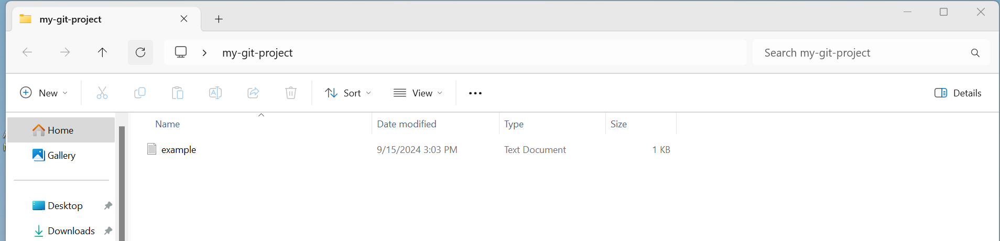 my-git-project
my-git-project
Search my-git-project
New
Sort
View
Details
Home
Gallery
Desktop
Downloads
Name Date modified Type Size
example 9/15/2024 3:03 PM Text Document 1 KB